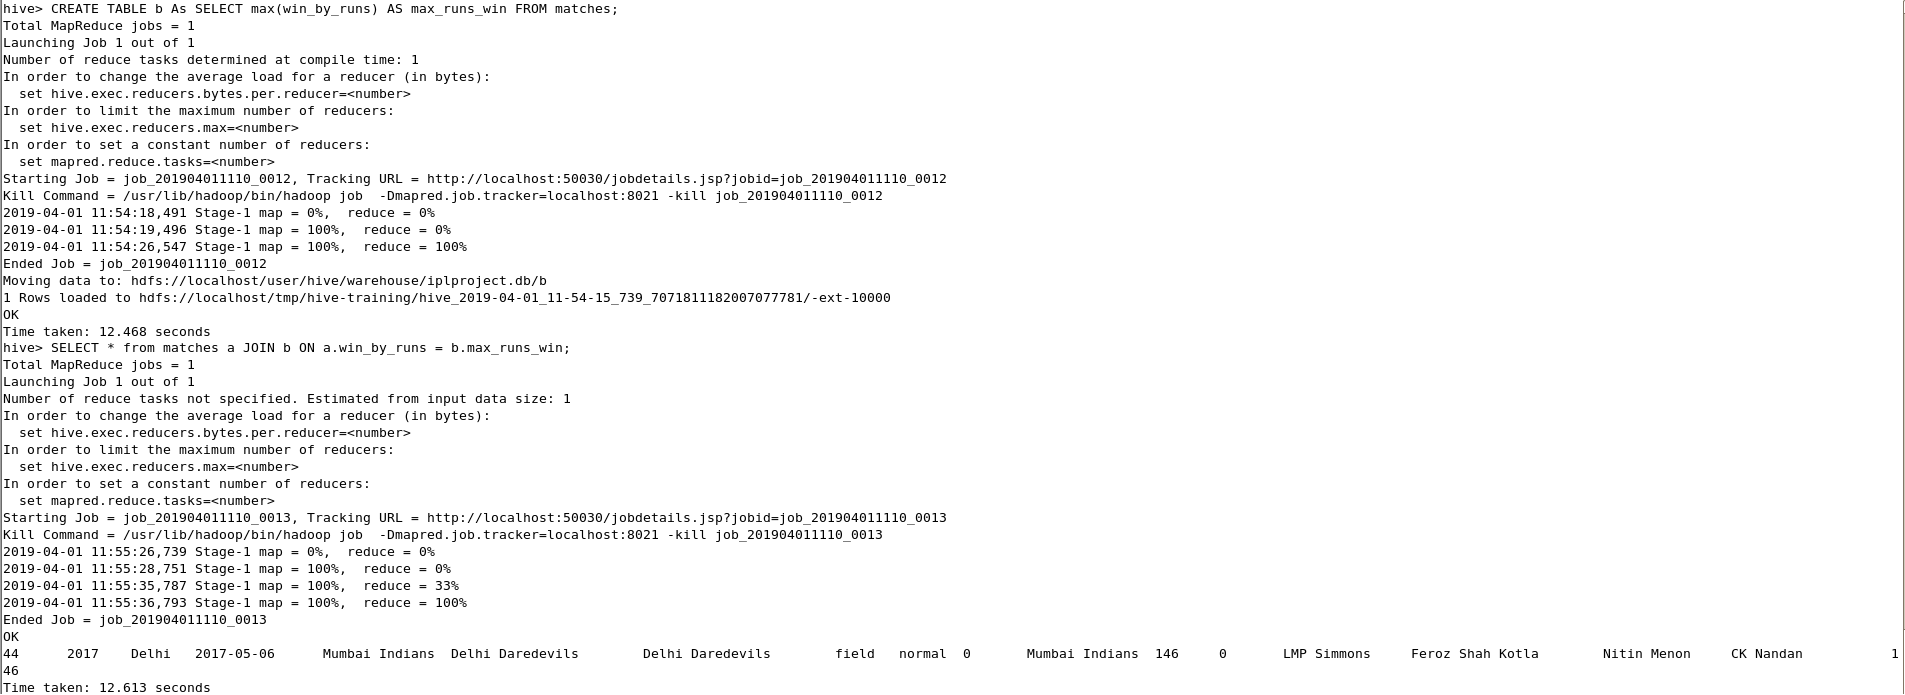 hive> CREATE TABLE b As SELECT max(win_by_runs) AS max_runs_win FROM matches;
Total MapReduce jobs = 1
Launching Job 1 out of 1
Number of reduce tasks determined at compile time: 1
In order to change the average load for a reducer (in bytes):
  set hive.exec.reducers.bytes.per.reducer=<number>
In order to limit the maximum number of reducers:
  set hive.exec.reducers.max=<number>
In order to set a constant number of reducers:
  set mapred.reduce.tasks=<number>
Starting Job = job_201904011110_0012, Tracking URL = http://localhost:50030/jobdetails.jsp?jobid=job_201904011110_0012
Kill Command = /usr/lib/hadoop/bin/hadoop job  -Dmapred.job.tracker=localhost:8021 -kill job_201904011110_0012
2019-04-01 11:54:18,491 Stage-1 map = 0%,  reduce = 0%
2019-04-01 11:54:19,496 Stage-1 map = 100%,  reduce = 0%
2019-04-01 11:54:26,547 Stage-1 map = 100%,  reduce = 100%
Ended Job = job_201904011110_0012
Moving data to: hdfs://localhost/user/hive/warehouse/iplproject.db/b
1 Rows loaded to hdfs://localhost/tmp/hive-training/hive_2019-04-01_11-54-15_739_7071811182007077781/-ext-10000
OK
Time taken: 12.468 seconds
hive> SELECT * from matches a JOIN b ON a.win_by_runs = b.max_runs_win;
Total MapReduce jobs = 1
Launching Job 1 out of 1
Number of reduce tasks not specified. Estimated from input data size: 1
In order to change the average load for a reducer (in bytes):
  set hive.exec.reducers.bytes.per.reducer=<number>
In order to limit the maximum number of reducers:
  set hive.exec.reducers.max=<number>
In order to set a constant number of reducers:
  set mapred.reduce.tasks=<number>
Starting Job = job_201904011110_0013, Tracking URL = http://localhost:50030/jobdetails.jsp?jobid=job_201904011110_0013
Kill Command = /usr/lib/hadoop/bin/hadoop job  -Dmapred.job.tracker=localhost:8021 -kill job_201904011110_0013
2019-04-01 11:55:26,739 Stage-1 map = 0%,  reduce = 0%
2019-04-01 11:55:28,751 Stage-1 map = 100%,  reduce = 0%
2019-04-01 11:55:35,787 Stage-1 map = 100%,  reduce = 33%
2019-04-01 11:55:36,793 Stage-1 map = 100%,  reduce = 100%
Ended Job = job_201904011110_0013
OK
44      2017    Delhi   2017-05-06      Mumbai Indians  Delhi Daredevils        Delhi Daredevils        field   normal  0       Mumbai Indians  146     0       LMP Simmons     Feroz Shah Kotla        Nitin Menon     CK Nandan               1
46
Time taken: 12.613 seconds